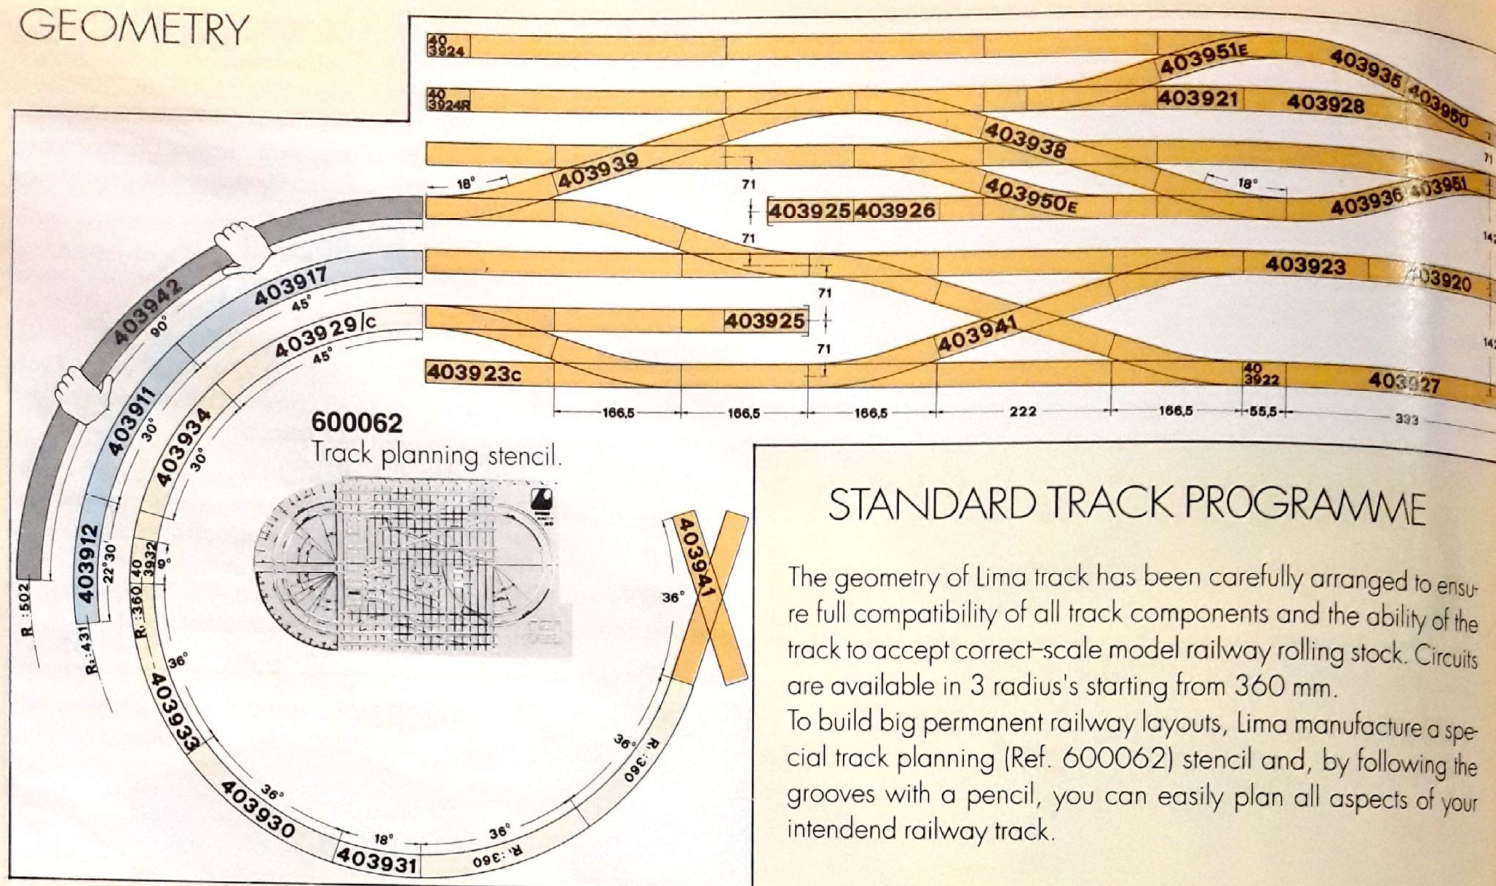 GEOMETRY
40
3924
403951E
403935
403950
40
3924R
403921
403928
403939
403938
71
18°
71
403950E
18°
403936
403951
403925
403926
71
142
403942
90°
403917
45°
403923
403920
403929/c
45°
71
403925
71
403941
403923c
40
3922
403927
166,5
166,5
166,5
222
166,5
55,5
333
403911
30°
403934
30°
600062
Track planning stencil.
403912
22°30'
40
3932
9°
R :502
R2:431
R1:360
36°
403933
36°
403930
18°
403931
36°
R1:360
36°
R1:360
36°
403941
STANDARD TRACK PROGRAMME
The geometry of Lima track has been carefully arranged to ensu-
re full compatibility of all track components and the ability of the
track to accept correct-scale model railway rolling stock. Circuits
are available in 3 radius's starting from 360 mm.
To build big permanent railway layouts, Lima manufacture a spe-
cial track planning (Ref. 600062) stencil and, by following the
grooves with a pencil, you can easily plan all aspects of your
intendend railway track.